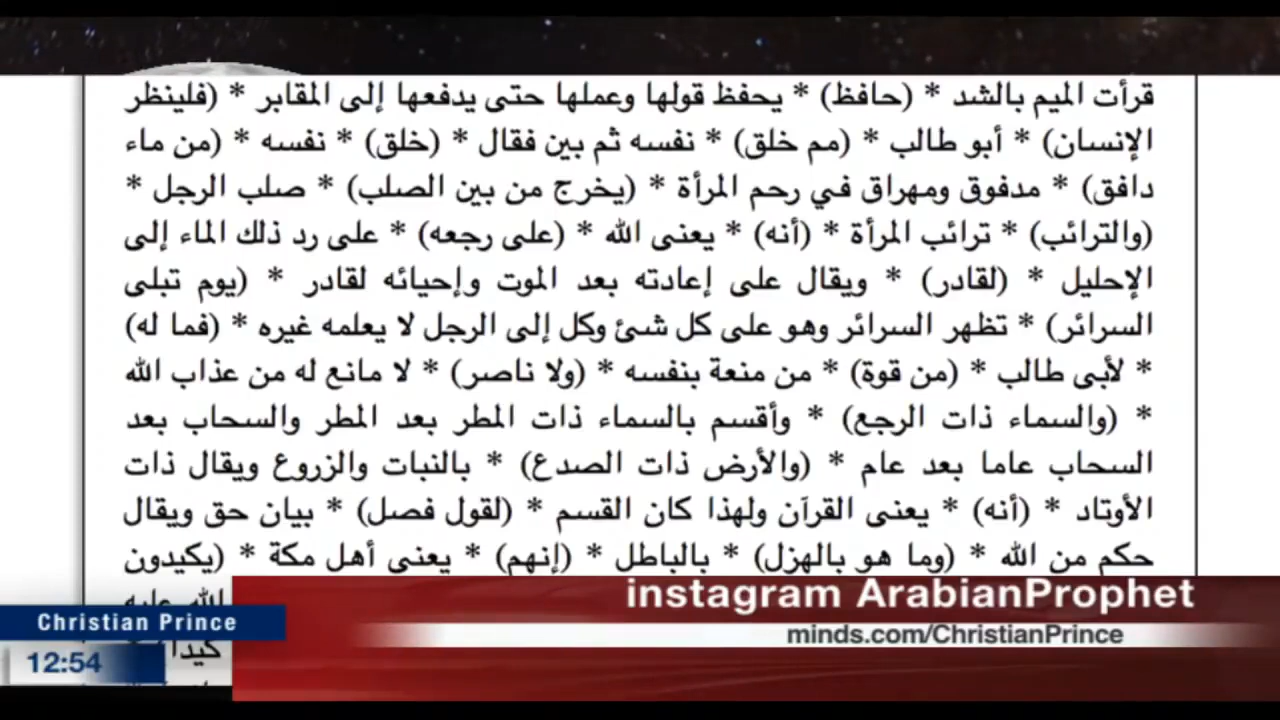 قرأت الميم بالشد * (حافظ) * يحفظ قولها وعملها حتى يدفعها إلى المقابر * (فلينظر
الإنسان) * أبو طالب * (مم خلق) * نفسه ثم بين فقال * (خلق) * نفسه * (من ماء
دافق) * مدفوق ومهراق في رحم المرأة * (يخرج من بين الصلب) * صلب الرجل *
(والترائب) * ترائب المرأة * (أنه) * يعنى الله * (على رجعه) * على رد ذلك الماء إلى
الإحليل * (لقادر) * ويقال على إعادته بعد الموت وإحيائه لقادر * (يوم تبلى
السرائر) * تظهر السرائر وهو على كل شئ وكل إلى الرجل لا يعلمه غيره * (فما له)
* لأبى طالب * (من قوة) * من منعة بنفسه * (ولا ناصر) * لا مانع له من عذاب الله
* (والسماء ذات الرجع) * وأقسم بالسماء ذات المطر بعد المطر والسحاب بعد
السحاب عاما بعد عام * (والأرض ذات الصدع) * بالنبات والزروع ويقال ذات
الأوتاد * (أنه) * يعنى القرآن ولهذا كان القسم * (لقول فصل) * بيان حق ويقال
حكم من الله * (وما هو بالهزل) * بالباطل * (إنهم) * يعنى أهل مكة * (يكيدون
الله عليه
instagram ArabianProphet
Christian Prince
minds.com/ChristianPrince
12:54